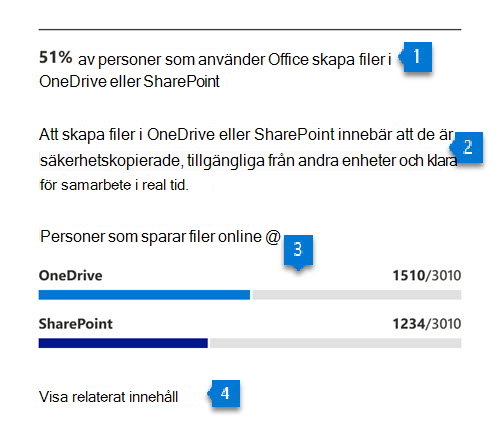 51% av personer som använder Office skapa filer i 1
OneDrive eller SharePoint
Att skapa filer i OneDrive eller SharePoint innebär att de är
säkerhetskopierade, tillgängliga från andra enheter och klara 2
för samarbete i real tid.
Personer som sparar filer online @
3
OneDrive 1510/3010
SharePoint 1234/3010
Visa relaterat innehåll 4